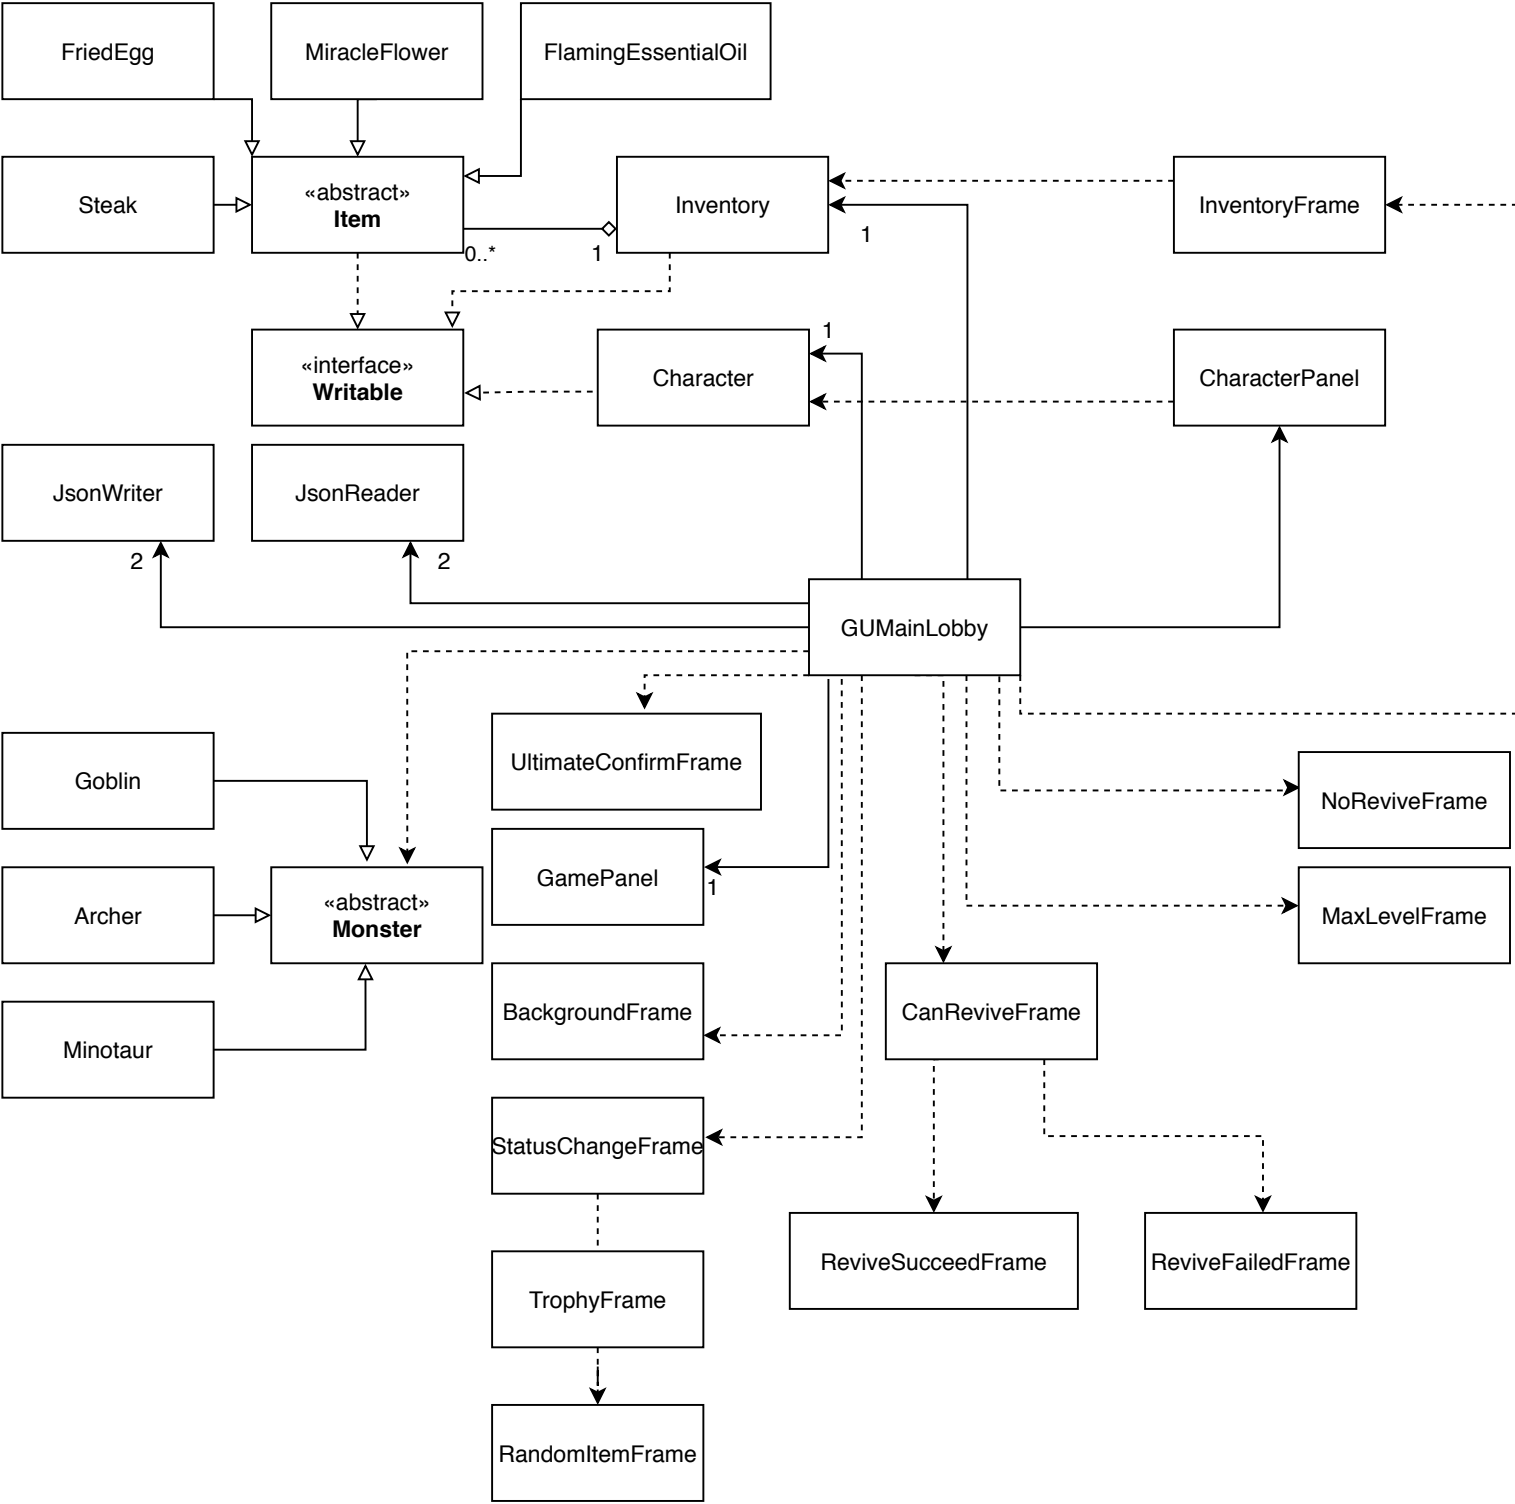 FriedEgg
MiracleFlower
FlamingEssentialOil
Steak
«abstract»
Item
Inventory
InventoryFrame
0..*
1
1
«interface»
Writable
Character
1
CharacterPanel
JsonWriter
JsonReader
2
2
GUMainLobby
Goblin
UltimateConfirmFrame
NoReviveFrame
Archer
«abstract»
Monster
GamePanel
1
MaxLevelFrame
Minotaur
BackgroundFrame
CanReviveFrame
StatusChangeFrame
TrophyFrame
ReviveSucceedFrame
ReviveFailedFrame
RandomItemFrame